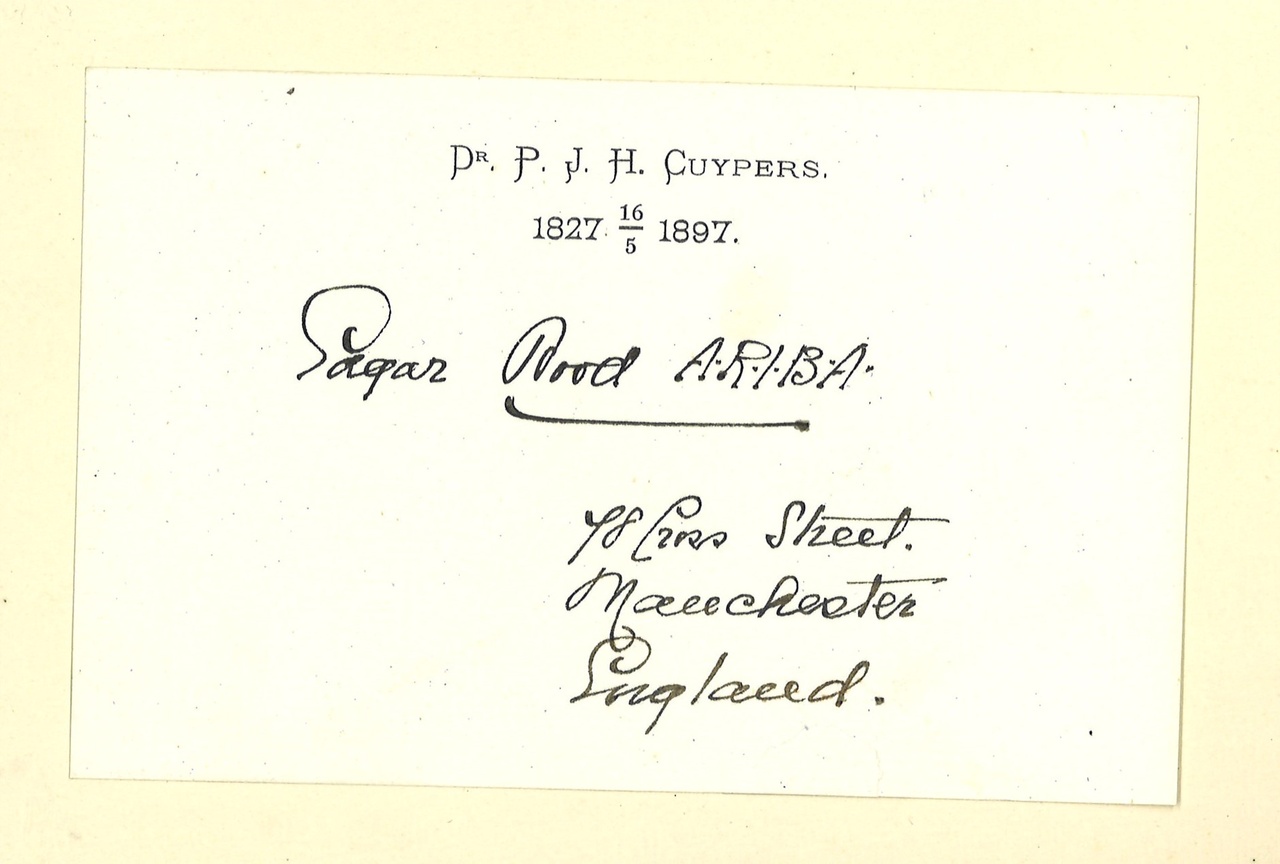 DR. P. J. H. CUYPERS.
1827 16/5 1897.
Edgar Wood A.R.I.B.A.
78 Cross Street.
Manchester
England.